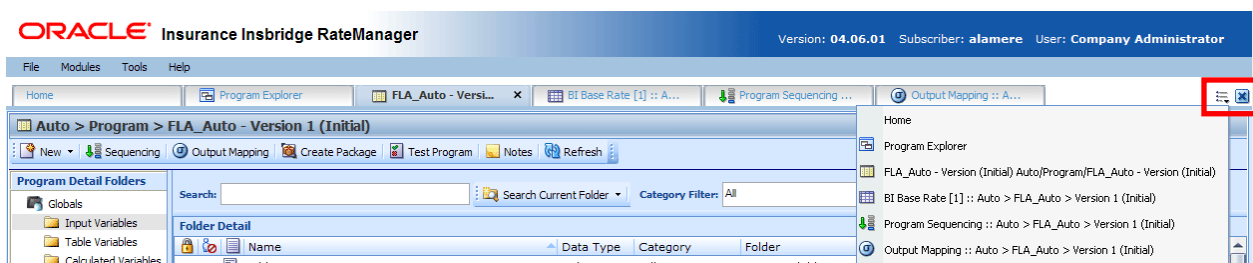 ORACLE® Insurance Insbridge RateManager
Version: 04.06.01 Subscriber: alamere User: Company Administrator
File Modules Tools Help
Home Program Explorer FLA_Auto - Versi... x BI Base Rate [1] :: A... Program Sequencing ... Output Mapping :: A...
Auto > Program > FLA_Auto - Version 1 (Initial)
New Sequencing Output Mapping Create Package Test Program Notes Refresh
Program Detail Folders
Globals
Input Variables
Table Variables
Calculated Variables
Search: Search Current Folder Category Filter: All
Folder Detail
Name Data Type Category Folder
Home
Program Explorer
FLA_Auto - Version (Initial) Auto/Program/FLA_Auto - Version (Initial)
BI Base Rate [1] :: Auto > FLA_Auto > Version 1 (Initial)
Program Sequencing :: Auto > FLA_Auto > Version 1 (Initial)
Output Mapping :: Auto > FLA_Auto > Version 1 (Initial)